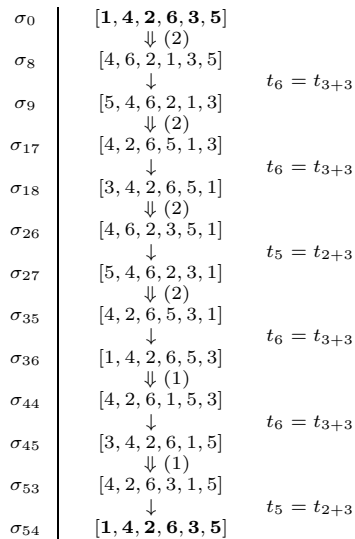 σ₀ [1, 4, 2, 6, 3, 5]
⇓ (2)
σ₈ [4, 6, 2, 1, 3, 5]
↓ t₆ = t₃₊₃
σ₉ [5, 4, 6, 2, 1, 3]
⇓ (2)
σ₁₇ [4, 2, 6, 5, 1, 3]
↓ t₆ = t₃₊₃
σ₁₈ [3, 4, 2, 6, 5, 1]
⇓ (2)
σ₂₆ [4, 6, 2, 3, 5, 1]
↓ t₅ = t₂₊₃
σ₂₇ [5, 4, 6, 2, 3, 1]
⇓ (2)
σ₃₅ [4, 2, 6, 5, 3, 1]
↓ t₆ = t₃₊₃
σ₃₆ [1, 4, 2, 6, 5, 3]
⇓ (1)
σ₄₄ [4, 2, 6, 1, 5, 3]
↓ t₆ = t₃₊₃
σ₄₅ [3, 4, 2, 6, 1, 5]
⇓ (1)
σ₅₃ [4, 2, 6, 3, 1, 5]
↓ t₅ = t₂₊₃
σ₅₄ [1, 4, 2, 6, 3, 5]